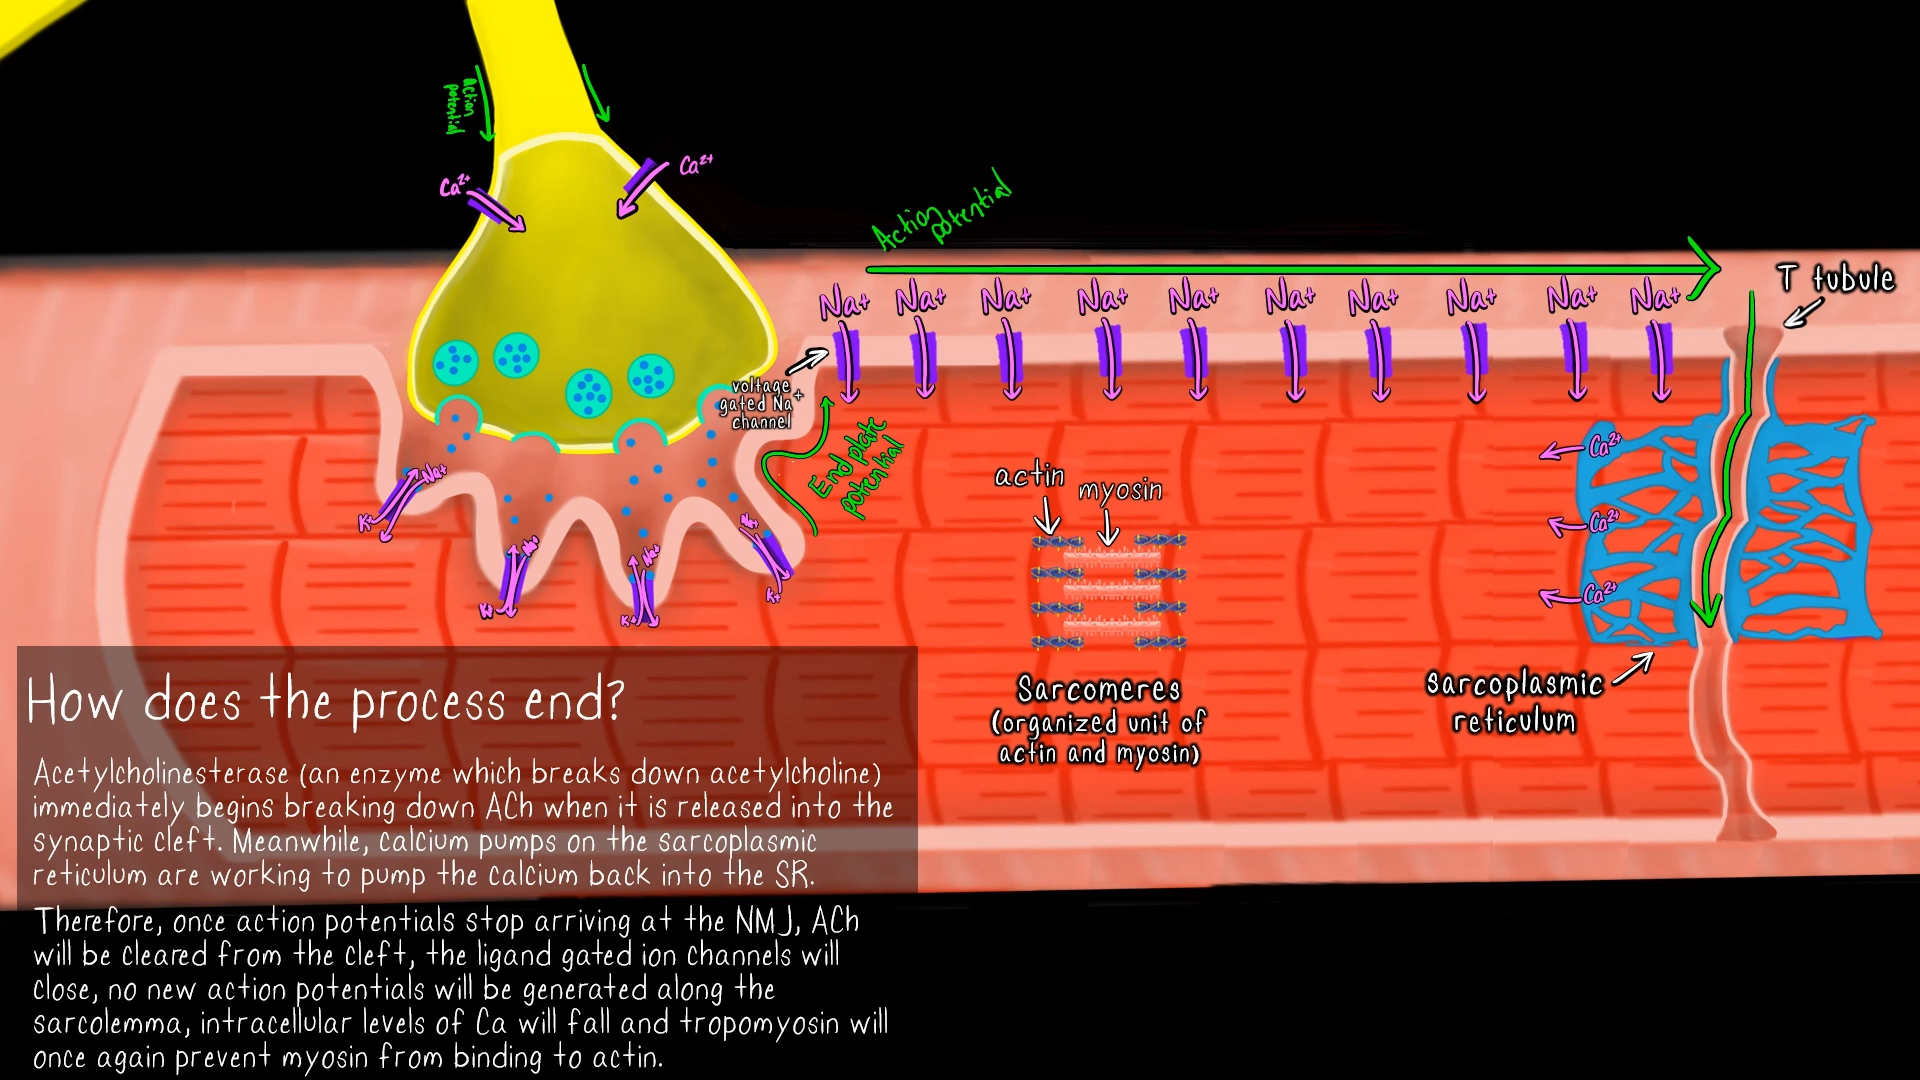 Action
potential
Ca²⁺
Ca²⁺
Action
potential
Na+
Na+
Na+
Na+
Na+
Na+
Na+
Na+
Na+
Na+
T tubule
voltage
gated Na+
channel
End plate
potential
Na+
K+
Na+
K+
Na+
K+
Na+
K+
actin
myosin
Sarcomeres
(organized unit of
actin and myosin)
Ca²⁺
Ca²⁺
Ca²⁺
sarcoplasmic
reticulum
How does the process end?
Acetylcholinesterase (an enzyme which breaks down acetylcholine)
immediately begins breaking down ACh when it is released into the
synaptic cleft. Meanwhile, calcium pumps on the sarcoplasmic
reticulum are working to pump the calcium back into the SR.
Therefore, once action potentials stop arriving at the NMJ, ACh
will be cleared from the cleft, the ligand gated ion channels will
close, no new action potentials will be generated along the
sarcolemma, intracellular levels of Ca will fall and tropomyosin will
once again prevent myosin from binding to actin.